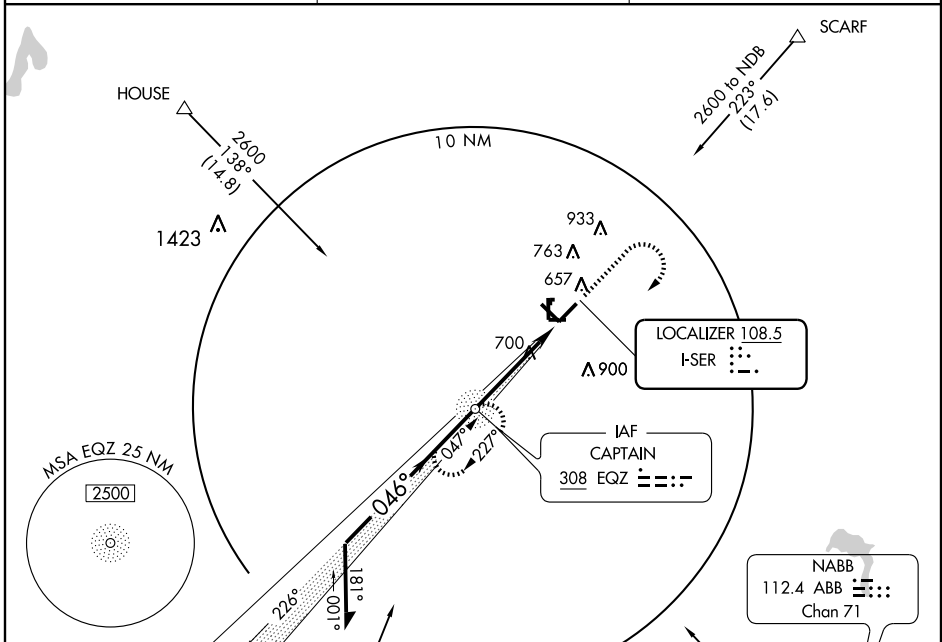 SCARF
2600 to NDB
223°
(17.6)
HOUSE
2600
138°
(14.8)
10 NM
1423
933
763
657
LOCALIZER 108.5
I-SER
700
900
IAF
CAPTAIN
308 EQZ
047°
227°
046°
MSA EQZ 25 NM
2500
226°
001°
181°
NABB
112.4 ABB
Chan 71